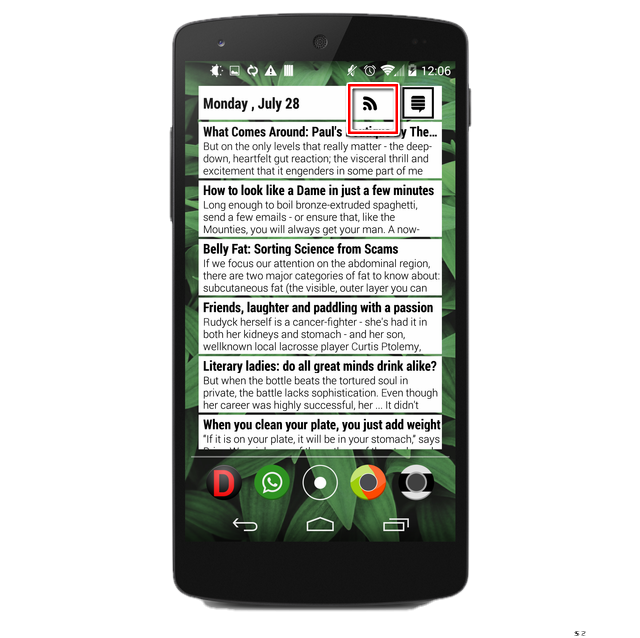 12:06
Monday , July 28
What Comes Around: Paul's by The...
But on the only levels that really matter - the deep-
down, heartfelt gut reaction; the visceral thrill and
excitement that it engenders in some part of me
How to look like a Dame in just a few minutes
Long enough to boil bronze-extruded spaghetti,
send a few emails - or ensure that, like the
Mounties, you will always get your man. A now-
Belly Fat: Sorting Science from Scams
If we focus our attention on the abdominal region,
there are two major categories of fat to know about:
subcutaneous fat (the visible, outer layer you can
Friends, laughter and paddling with a passion
Rudyck herself is a cancer-fighter - she's had it in
both her kidneys and stomach - and her son,
wellknown local lacrosse player Curtis Ptolemy,
Literary ladies: do all great minds drink alike?
But when the bottle beats the tortured soul in
private, the battle lacks sophistication. Even though
her career was highly successful, her ... It didn't
When you clean your plate, you just add weight
“If it is on your plate, it will be in your stomach,” says
D
52